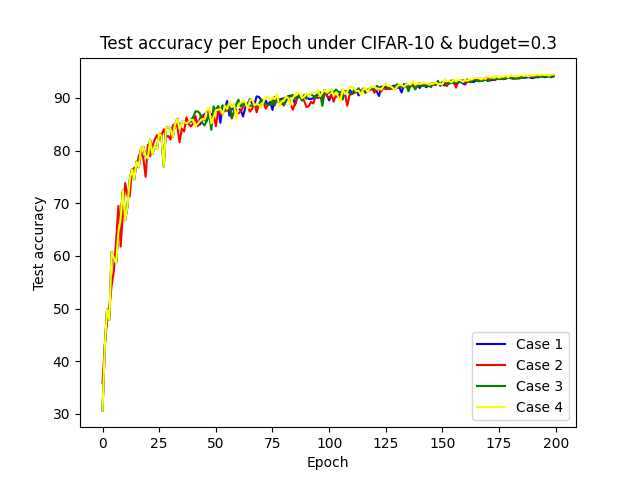 Test accuracy per Epoch under CIFAR-10 & budget=0.3
Test accuracy
90
80
70
60
50
40
30
0 25 50 75 100 125 150 175 200
Epoch
Case 1
Case 2
Case 3
Case 4